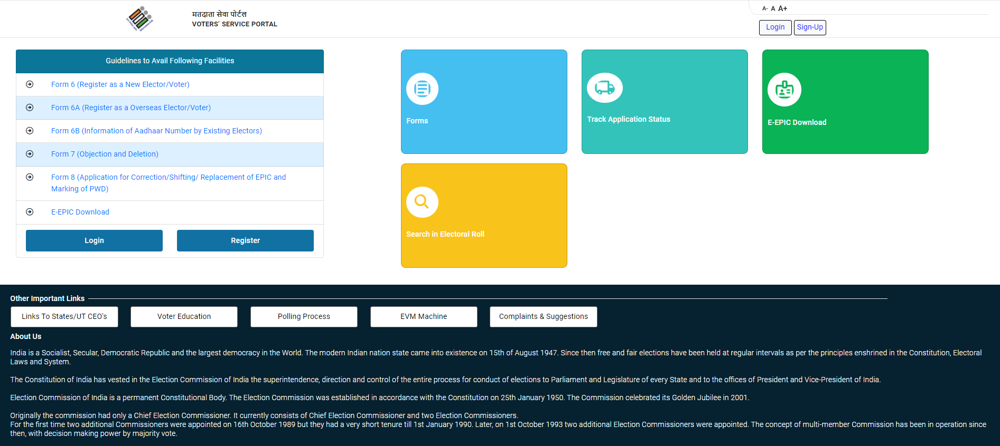 मतदाता सेवा पोर्टल
VOTERS' SERVICE PORTAL
A- A A+
Login Sign-Up
Guidelines to Avail Following Facilities
Form 6 (Register as a New Elector/Voter)
Form 6A (Register as a Overseas Elector/Voter)
Form 6B (Information of Aadhaar Number by Existing Electors)
Form 7 (Objection and Deletion)
Form 8 (Application for Correction/Shifting/ Replacement of EPIC and
Marking of PWD)
E-EPIC Download
Login Register
Forms
Track Application Status
E-EPIC Download
Search in Electoral Roll
Other Important Links
Links To States/UT CEO's
Voter Education
Polling Process
EVM Machine
Complaints & Suggestions
About Us
India is a Socialist, Secular, Democratic Republic and the largest democracy in the World. The modern Indian nation state came into existence on 15th of August 1947. Since then free and fair elections have been held at regular intervals as per the principles enshrined in the Constitution, Electoral
Laws and System.
The Constitution of India has vested in the Election Commission of India the superintendence, direction and control of the entire process for conduct of elections to Parliament and Legislature of every State and to the offices of President and Vice-President of India.
Election Commission of India is a permanent Constitutional Body. The Election Commission was established in accordance with the Constitution on 25th January 1950. The Commission celebrated its Golden Jubilee in 2001.
Originally the commission had only a Chief Election Commissioner. It currently consists of Chief Election Commissioner and two Election Commissioners.
For the first time two additional Commissioners were appointed on 16th October 1989 but they had a very short tenure till 1st January 1990. Later, on 1st October 1993 two additional Election Commissioners were appointed. The concept of multi-member Commission has been in operation since
then, with decision making power by majority vote.